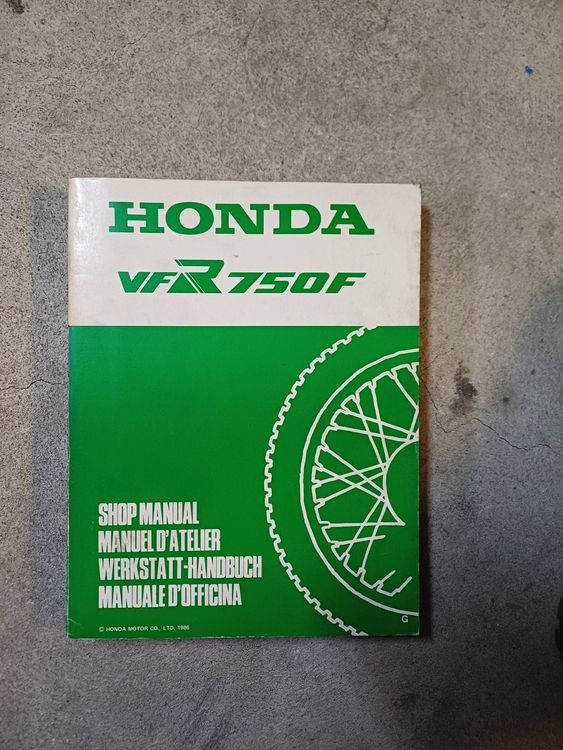 HONDA
VFR750F
SHOP MANUAL
MANUEL D'ATELIER
WERKSTATT-HANDBUCH
MANUALE D'OFFICINA
© HONDA MOTOR CO., LTD. 1986
G